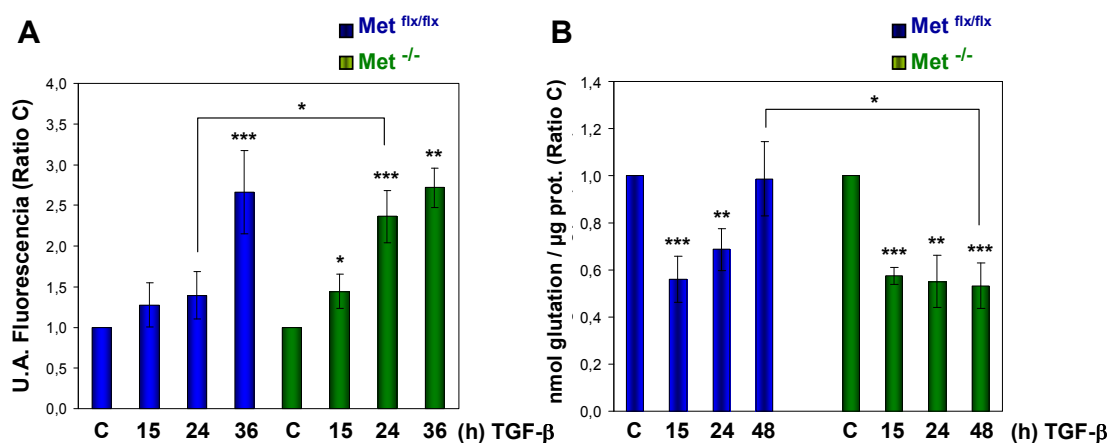 A
Met flx/flx
Met -/-
U.A. Fluorescencia (Ratio C)
4,0
3,5
3,0
2,5
2,0
1,5
1,0
0,5
0,0
*
***
*
***
**
C 15 24 36 C 15 24 36 (h) TGF-β
B
Met flx/flx
Met -/-
nmol glutation / µg prot. (Ratio C)
1,4
1,2
1,0
0,8
0,6
0,4
0,2
0,0
*
***
**
***
**
***
C 15 24 48 C 15 24 48 (h) TGF-β